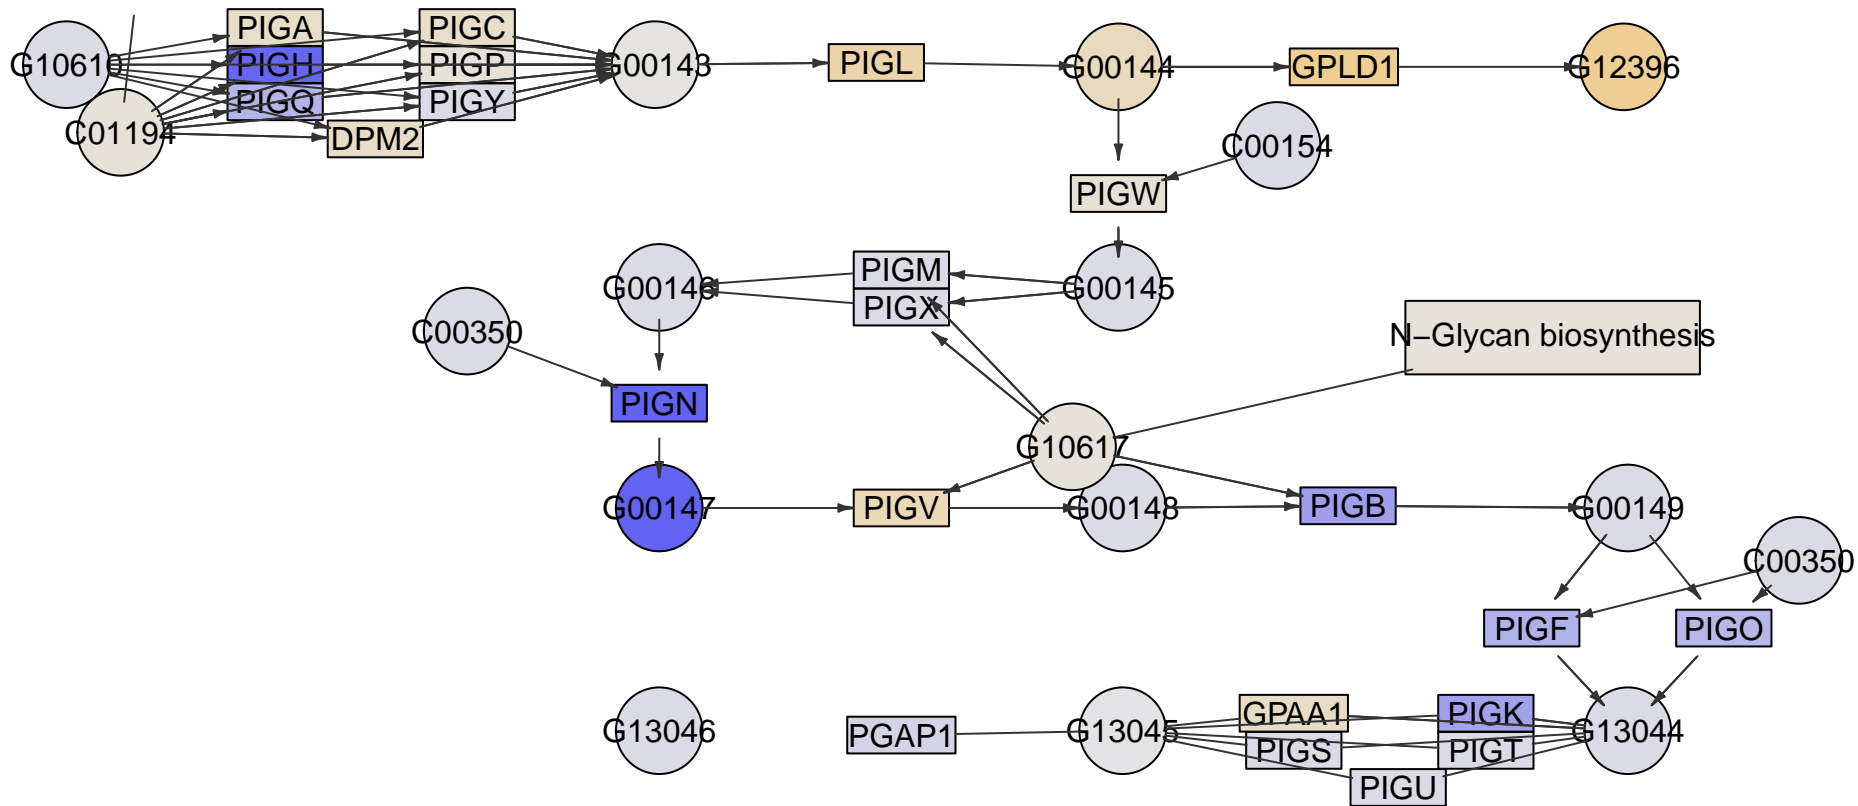 PIGA
PIGC
G10610
PIGH
PIGP
G00143
PIGL
G00144
GPLD1
G12396
PIGQ
PIGY
C01194
DPM2
C00154
PIGW
PIGM
G00146
G00145
PIGX
C00350
N−Glycan biosynthesis
PIGN
G10617
G00147
PIGV
G00148
PIGB
G00149
C00350
PIGF
PIGO
GPAA1
PIGK
G13046
PGAP1
G13045
G13044
PIGS
PIGT
PIGU